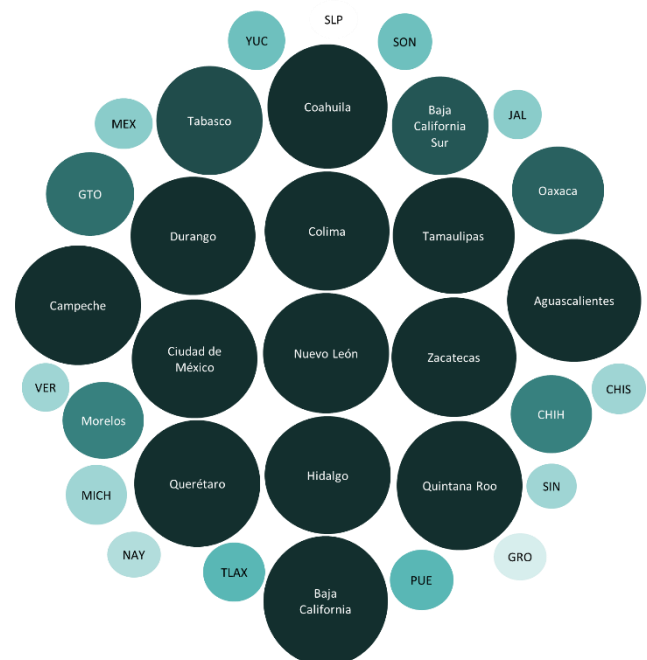 SLP
YUC
SON
Coahuila
Tabasco
Baja
California
Sur
MEX
JAL
GTO
Oaxaca
Durango
Colima
Tamaulipas
Campeche
Aguascalientes
Ciudad de
México
Nuevo León
Zacatecas
VER
CHIS
Morelos
CHIH
Querétaro
Hidalgo
Quintana Roo
MICH
SIN
NAY
GRO
TLAX
PUE
Baja
California